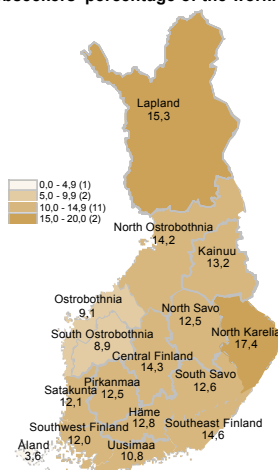 Lapland
15,3
0,0 - 4,9 (1)
5,0 - 9,9 (2)
10,0 - 14,9 (11)
15,0 - 20,0 (2)
North Ostrobothnia
14,2
Kainuu
13,2
Ostrobothnia
9,1
North Savo
12,5
South Ostrobothnia
8,9
North Karelia
17,4
Central Finland
14,3
South Savo
12,6
Pirkanmaa
12,5
Satakunta
12,1
Häme
12,8
Southeast Finland
14,6
Southwest Finland
12,0
Åland
3,6
Uusimaa
10,8